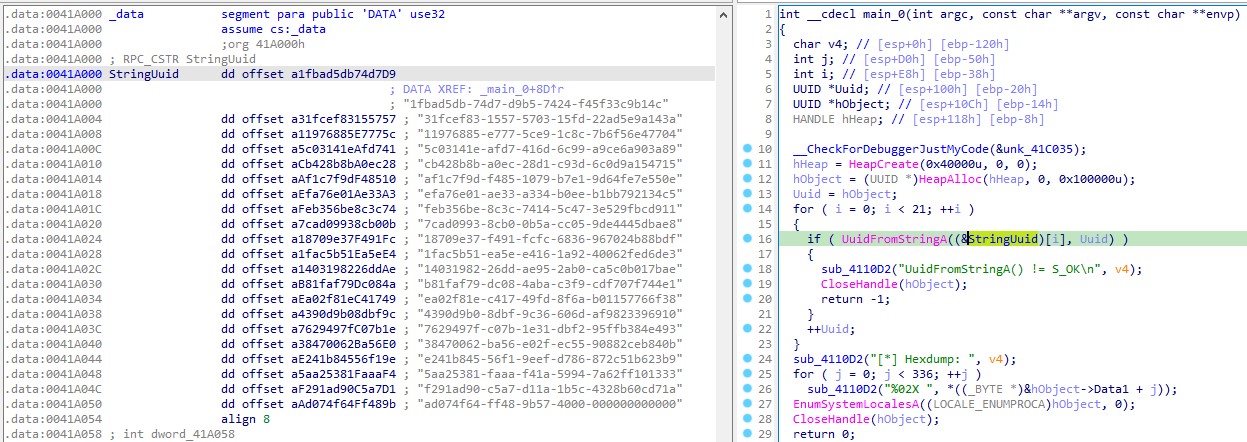 .data:0041A000 _data segment para public 'DATA' use32
.data:0041A000 assume cs:_data
.data:0041A000 ;org 41A000h
.data:0041A000 ; RPC_CSTR StringUuid
.data:0041A000 StringUuid dd offset a1fbad5db74d7D9
.data:0041A000 ; DATA XREF: _main_0+8D↑r
.data:0041A000 ; "1fbad5db-74d7-d9b5-7424-f45f33c9b14c"
.data:0041A004 dd offset a31fcef83155757 ; "31fcef83-1557-5703-15fd-22ad5e9a143a"
.data:0041A008 dd offset a11976885E7775c ; "11976885-e777-5ce9-1c8c-7b6f56e47704"
.data:0041A00C dd offset a5c03141eAfd741 ; "5c03141e-afd7-416d-6c99-a9ce6a903a89"
.data:0041A010 dd offset aCb428b8bA0ec28 ; "cb428b8b-a0ec-28d1-c93d-6c0d9a154715"
.data:0041A014 dd offset aAf1c7f9dF48510 ; "af1c7f9d-f485-1079-b7e1-9d64fe7e550e"
.data:0041A018 dd offset aEfa76e01Ae33A3 ; "efa76e01-ae33-a334-b0ee-b1bb792134c5"
.data:0041A01C dd offset aFeb356be8c3c74 ; "feb356be-8c3c-7414-5c47-3e529fbcd911"
.data:0041A020 dd offset a7cad09938cb00b ; "7cad0993-8cb0-0b5a-cc05-9de4445dbae8"
.data:0041A024 dd offset a18709e37F491Fc ; "18709e37-f491-fcfc-6836-967024b88bdf"
.data:0041A028 dd offset a1fac5b51Ea5eE4 ; "1fac5b51-ea5e-e416-1a92-40062fed6de3"
.data:0041A02C dd offset a1403198226ddAe ; "14031982-26dd-ae95-2ab0-ca5c0b017bae"
.data:0041A030 dd offset aB81faf79Dc084a ; "b81faf79-dc08-4aba-c3f9-cdf707f744e1"
.data:0041A034 dd offset aEa02f81eC41749 ; "ea02f81e-c417-49fd-8f6a-b01157766f38"
.data:0041A038 dd offset a4390d9b08dbf9c ; "4390d9b0-8dbf-9c36-606d-af9823396910"
.data:0041A03C dd offset a7629497fC07b1e ; "7629497f-c07b-1e31-dbf2-95ffb384e493"
.data:0041A040 dd offset a38470062Ba56E0 ; "38470062-ba56-e02f-ec55-90882ceb840b"
.data:0041A044 dd offset aE241b84556f19e ; "e241b845-56f1-9eef-d786-872c51b623b9"
.data:0041A048 dd offset a5aa25381FaaaF4 ; "5aa25381-faaa-f41a-5994-7a62ff101333"
.data:0041A04C dd offset aF291ad90C5a7D1 ; "f291ad90-c5a7-d11a-1b5c-4328b60cd71a"
.data:0041A050 dd offset aAd074f64Ff489b ; "ad074f64-ff48-9b57-4000-000000000000"
.data:0041A054 align 8
.data:0041A058 ; int dword_41A058
1 int __cdecl main_0(int argc, const char **argv, const char **envp)
2 {
3 char v4; // [esp+0h] [ebp-120h]
4 int j; // [esp+D0h] [ebp-50h]
5 int i; // [esp+E8h] [ebp-38h]
6 UUID *Uuid; // [esp+100h] [ebp-20h]
7 UUID *hObject; // [esp+10Ch] [ebp-14h]
8 HANDLE hHeap; // [esp+118h] [ebp-8h]
9
10 __CheckForDebuggerJustMyCode(&unk_41C035);
11 hHeap = HeapCreate(0x40000u, 0, 0);
12 hObject = (UUID *)HeapAlloc(hHeap, 0, 0x100000u);
13 Uuid = hObject;
14 for ( i = 0; i < 21; ++i )
15 {
16 if ( UuidFromStringA((&StringUuid)[i], Uuid) )
17 {
18 sub_4110D2("UuidFromStringA() != S_OK\n", v4);
19 CloseHandle(hObject);
20 return -1;
21 }
22 ++Uuid;
23 }
24 sub_4110D2("[*] Hexdump: ", v4);
25 for ( j = 0; j < 336; ++j )
26 sub_4110D2("%02X ", *((_BYTE *)&hObject->Data1 + j));
27 EnumSystemLocalesA((LOCALE_ENUMPROCA)hObject, 0);
28 CloseHandle(hObject);
29 return 0;